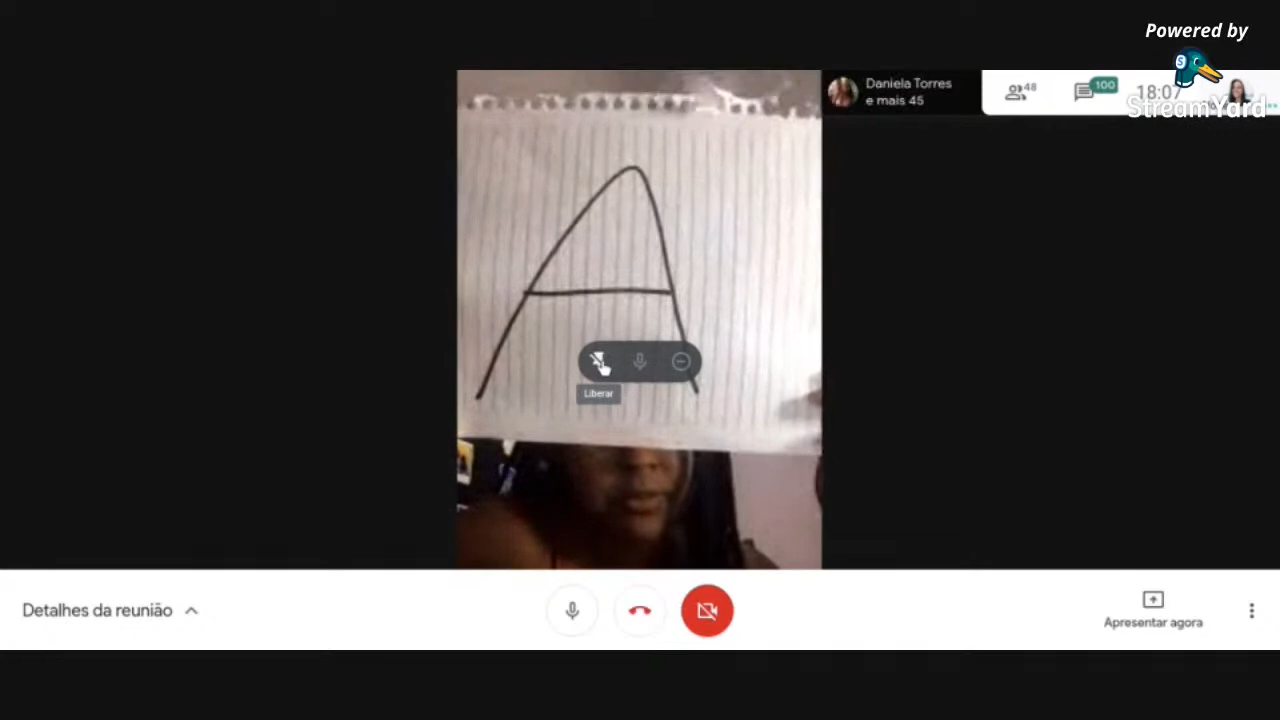 Powered by
StreamYard
Daniela Torres
e mais 45
48
100
18:07
A
Liberar
Detalhes da reunião
Apresentar agora